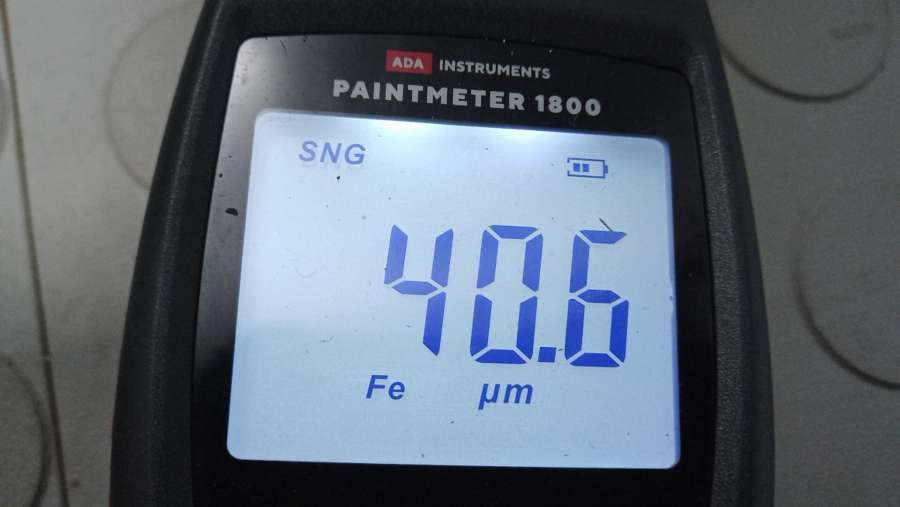 ADA INSTRUMENTS
PAINTMETER 1800
SNG
40.6
Fe µm